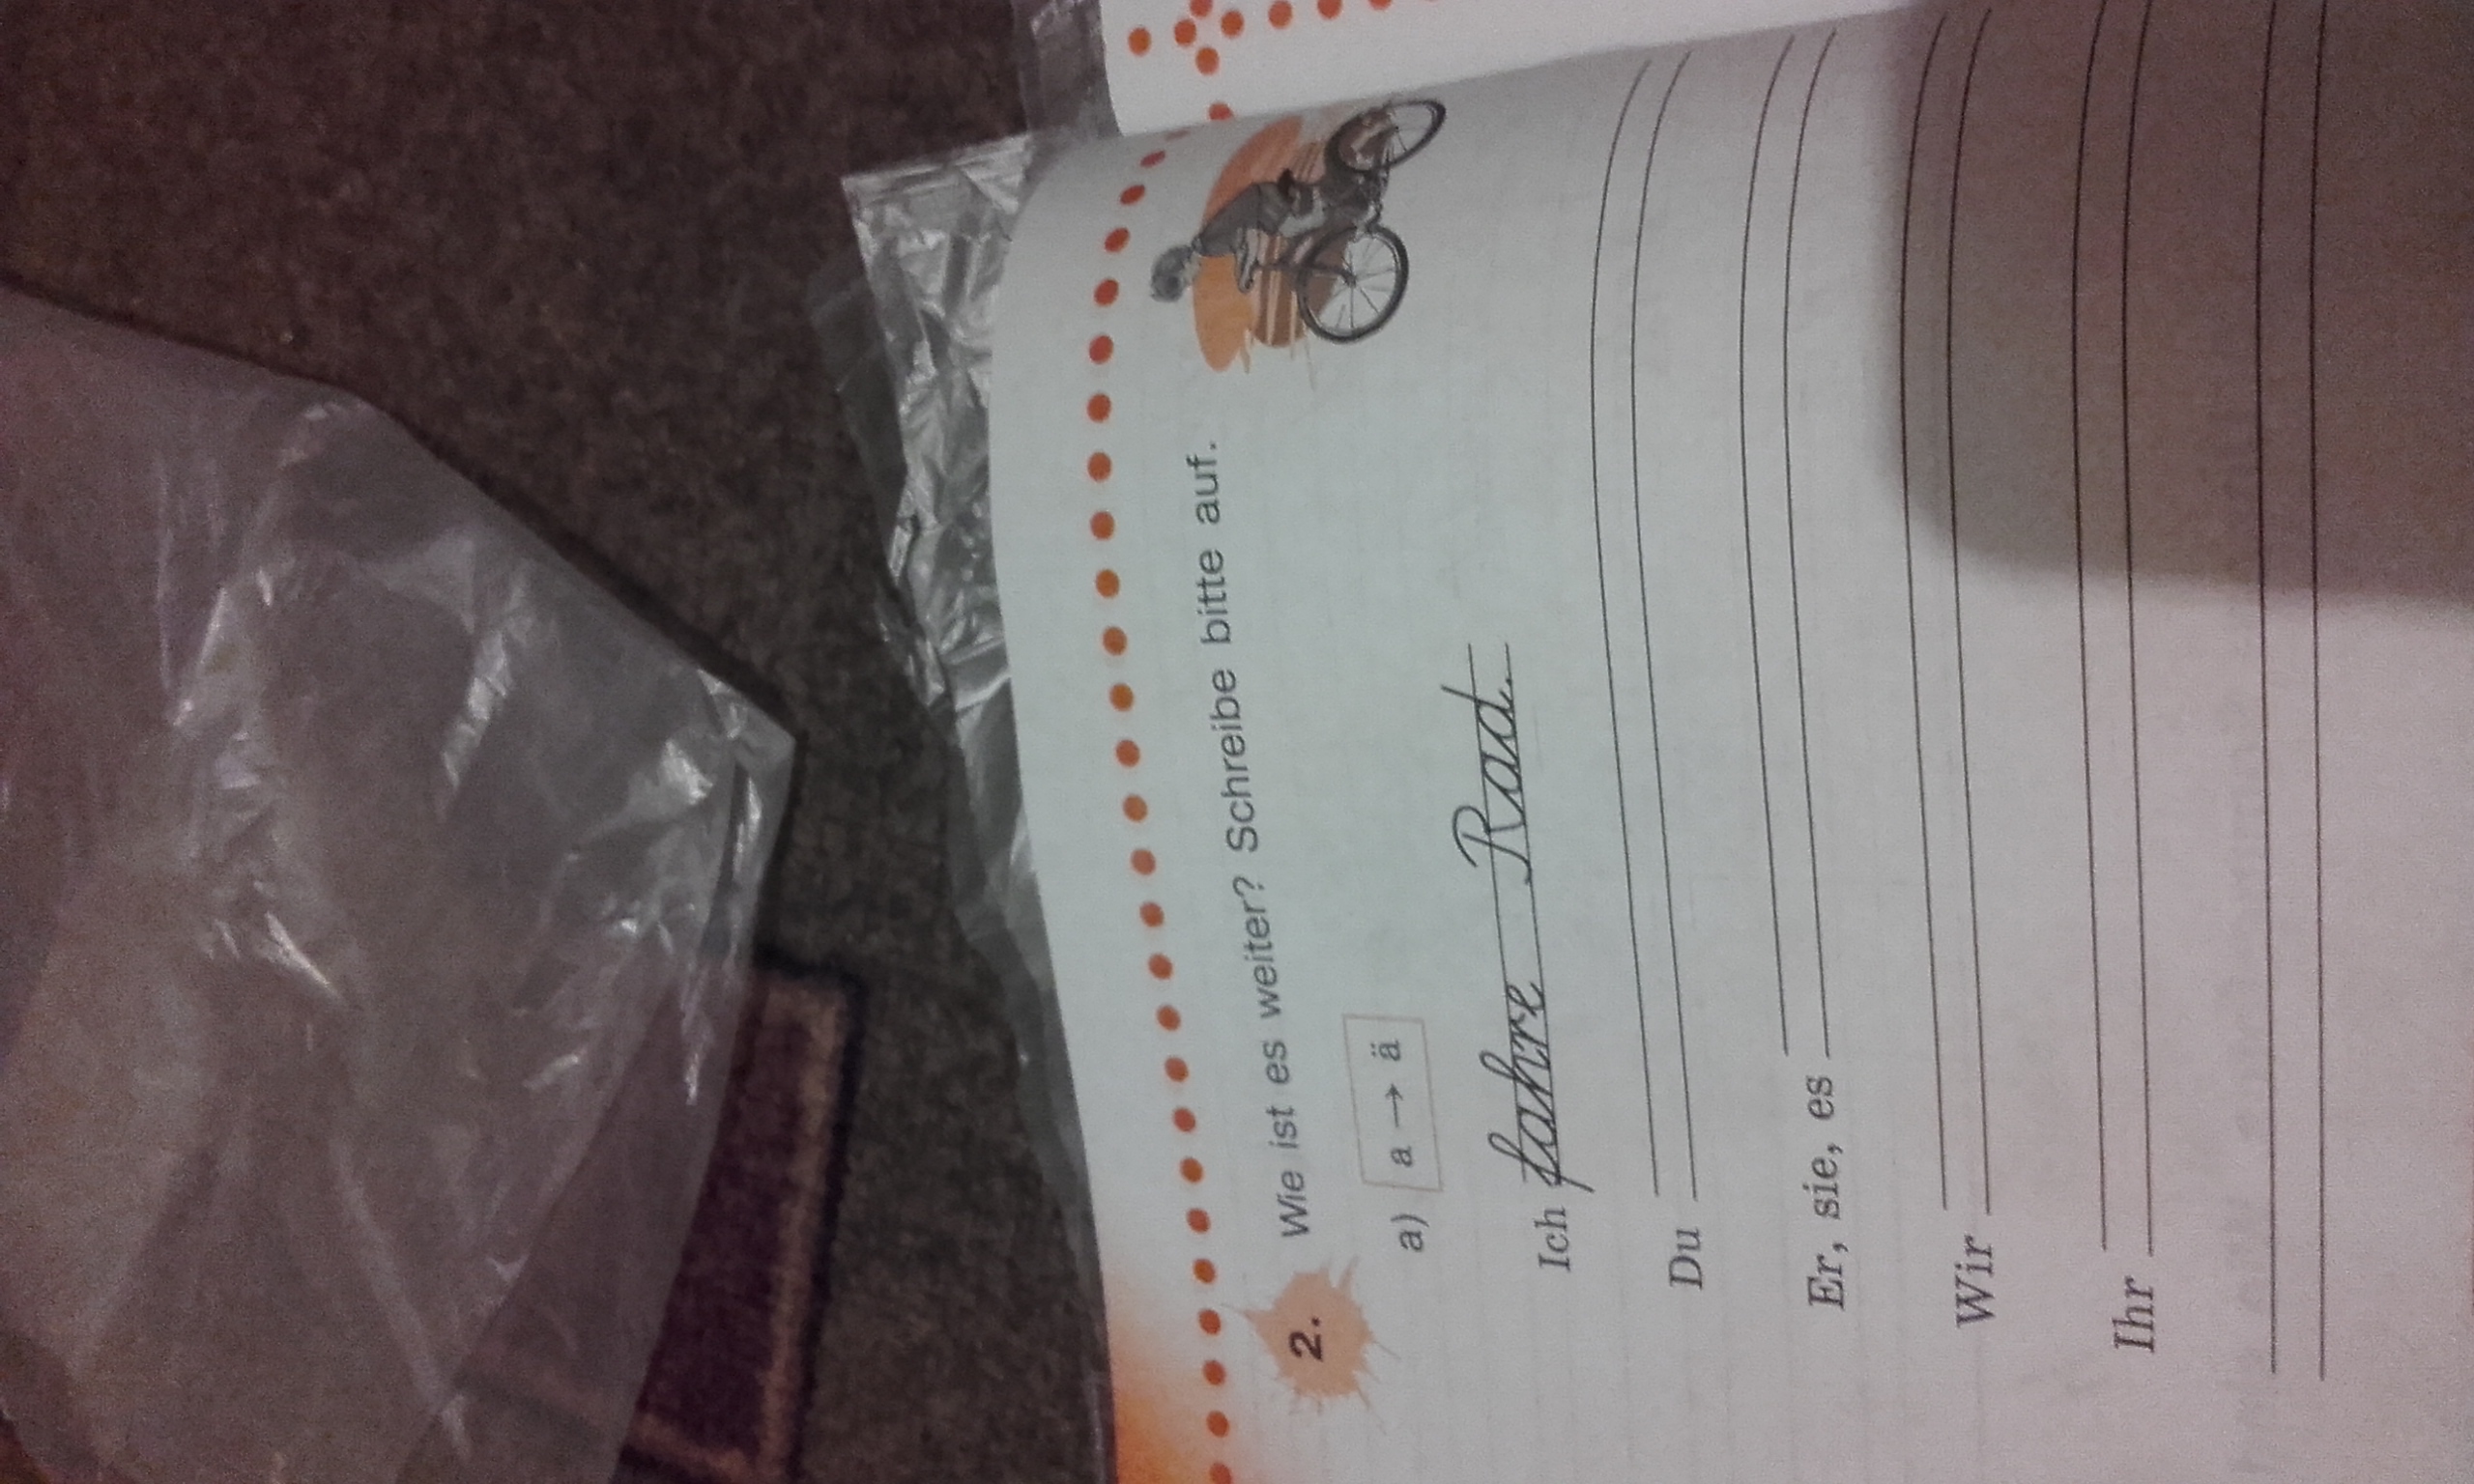 2. Wie ist es weiter? Schreibe bitte auf.
a) a → ä
Ich fahre Rad.
Du
Er, sie, es
Wir
Ihr